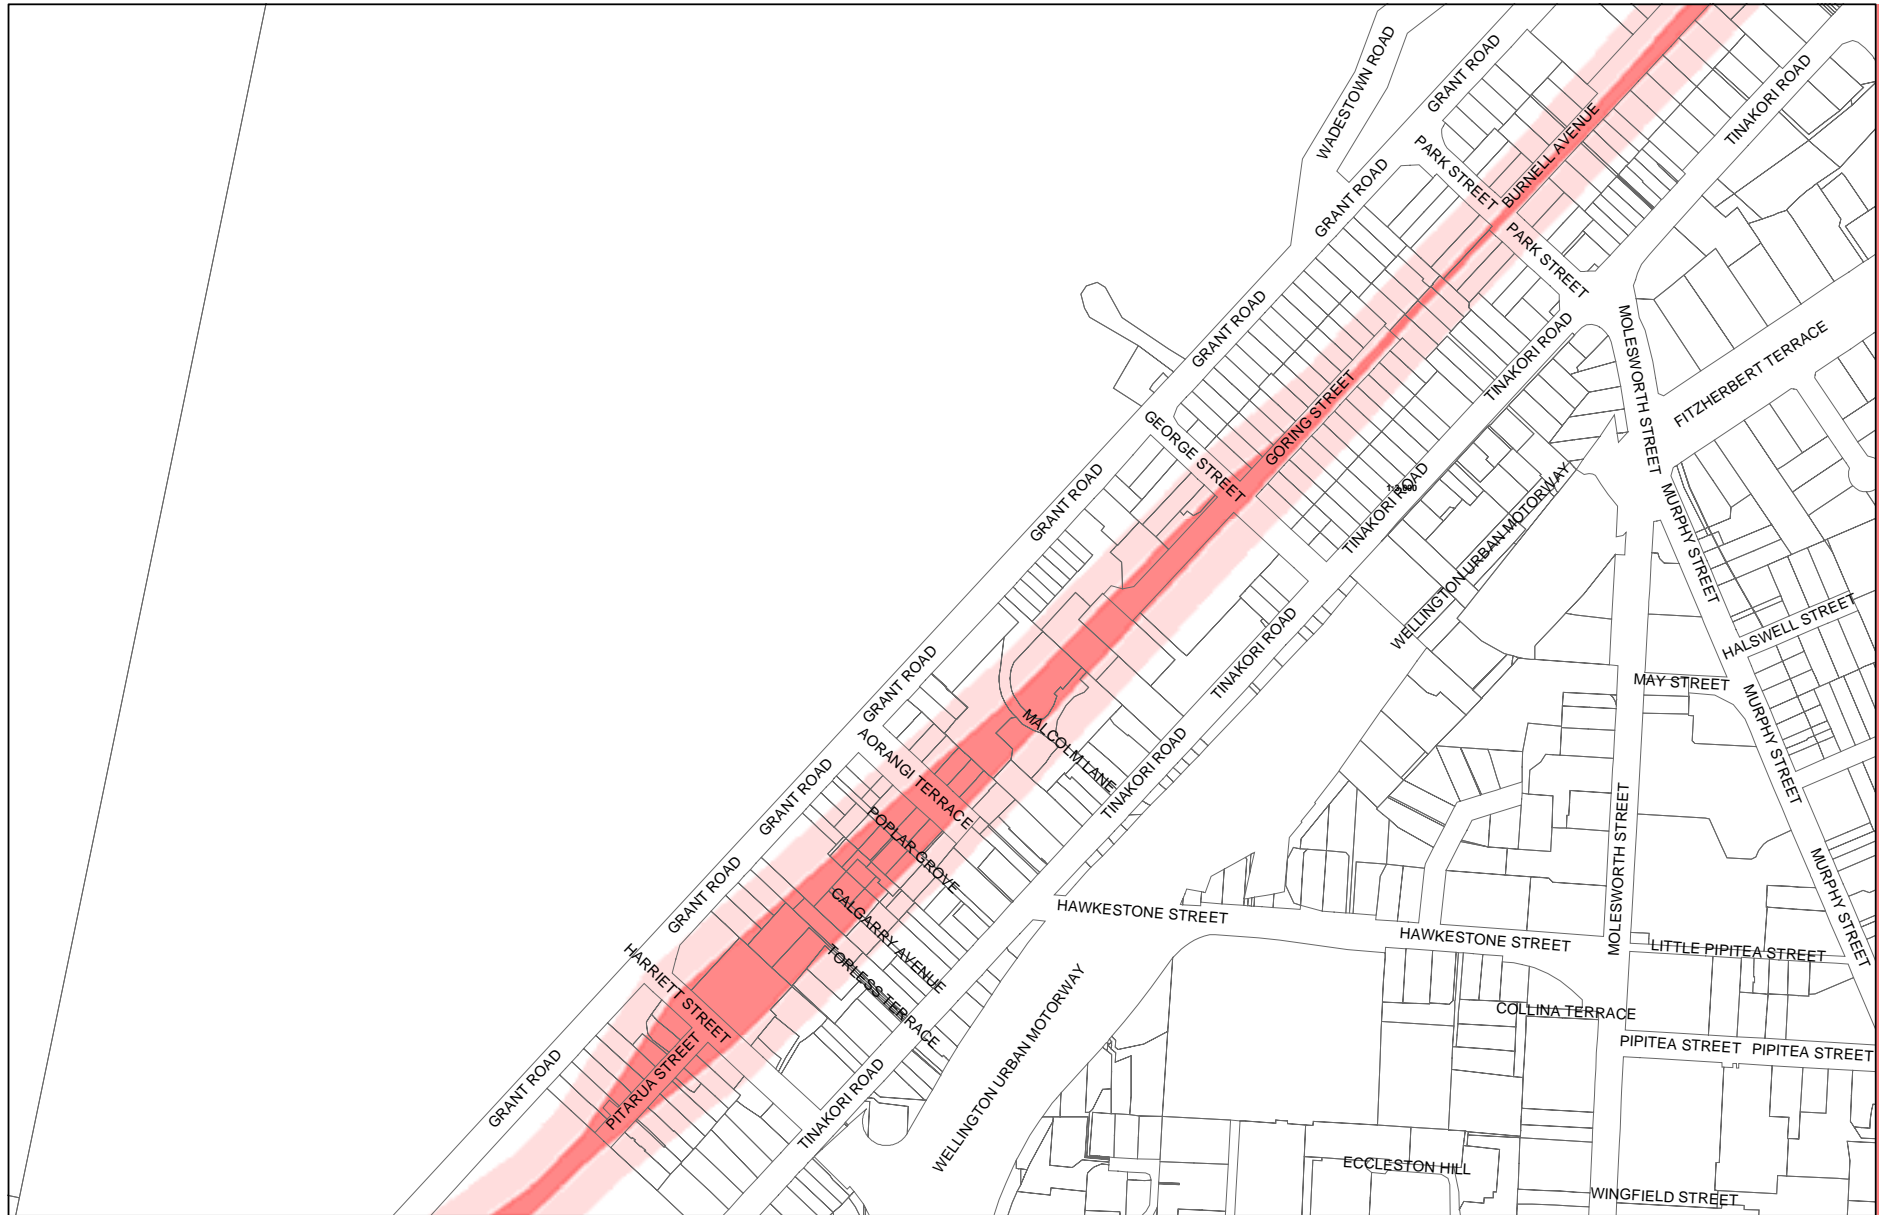 WADESTOWN ROAD
GRANT ROAD
TINAKORI ROAD
BURNELL AVENUE
PARK STREET
GRANT ROAD
PARK STREET
GRANT ROAD
MOLESWORTH STREET
TINAKORI ROAD
FITZHERBERT TERRACE
GORING STREET
GEORGE STREET
GRANT ROAD
TINAKORI ROAD
WELLINGTON URBAN MOTORWAY
MURPHY STREET
HALSWELL STREET
TINAKORI ROAD
GRANT ROAD
MAY STREET
MURPHY STREET
MALCOLM LANE
AORANGI TERRACE
TINAKORI ROAD
GRANT ROAD
POPLAR GROVE
MOLESWORTH STREET
GRANT ROAD
CALGARRY AVENUE
MURPHY STREET
HAWKESTONE STREET
HAWKESTONE STREET
LITTLE PIPITEA STREET
HARRIETT STREET
TORLESS TERRACE
COLLINA TERRACE
PIPITEA STREET
PIPITEA STREET
PITARUA STREET
GRANT ROAD
TINAKORI ROAD
WELLINGTON URBAN MOTORWAY
ECCLESTON HILL
WINGFIELD STREET